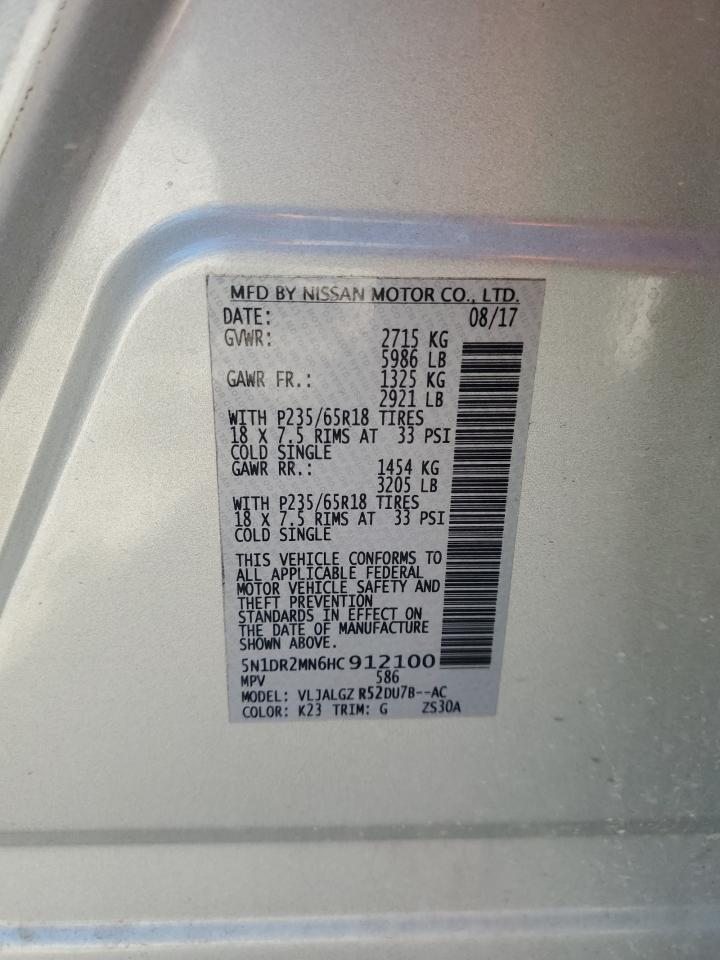 MFD BY NISSAN MOTOR CO., LTD.
DATE: 08/17
GVWR: 2715 KG
5986 LB
GAWR FR.: 1325 KG
2921 LB
WITH P235/65R18 TIRES
18 X 7.5 RIMS AT 33 PSI
COLD SINGLE
GAWR RR.: 1454 KG
3205 LB
WITH P235/65R18 TIRES
18 X 7.5 RIMS AT 33 PSI
COLD SINGLE
THIS VEHICLE CONFORMS TO
ALL APPLICABLE FEDERAL
MOTOR VEHICLE SAFETY AND
THEFT PREVENTION
STANDARDS IN EFFECT ON
THE DATE OF MANUFACTURE
SHOWN ABOVE.
5N1DR2MN6HC912100
MPV 586
MODEL: VLJALGZ R52DU7B--AC
COLOR: K23 TRIM: G ZS30A